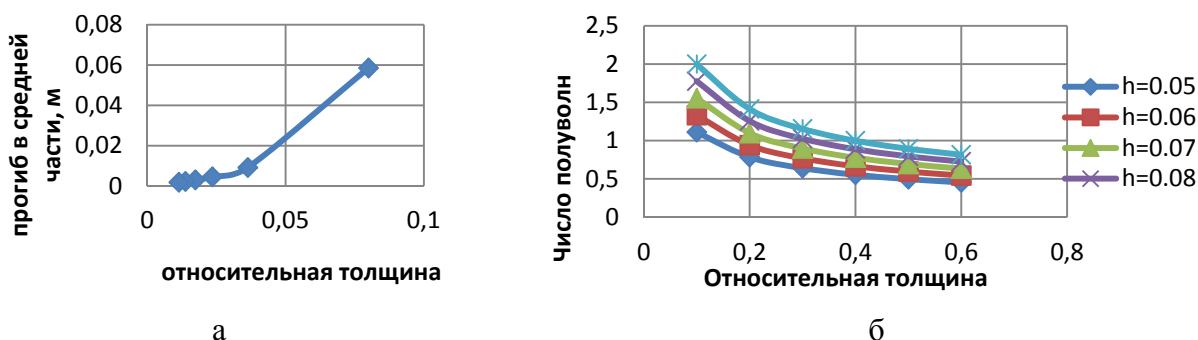 прогиб в средней
части, м
0,08
0,06
0,04
0,02
0
0
0,05
0,1
относительная толщина
а
Число полуволн
2,5
2
1,5
1
0,5
0
0
0,2
0,4
0,6
0,8
Относительная толщина
h=0.05
h=0.06
h=0.07
h=0.08
б